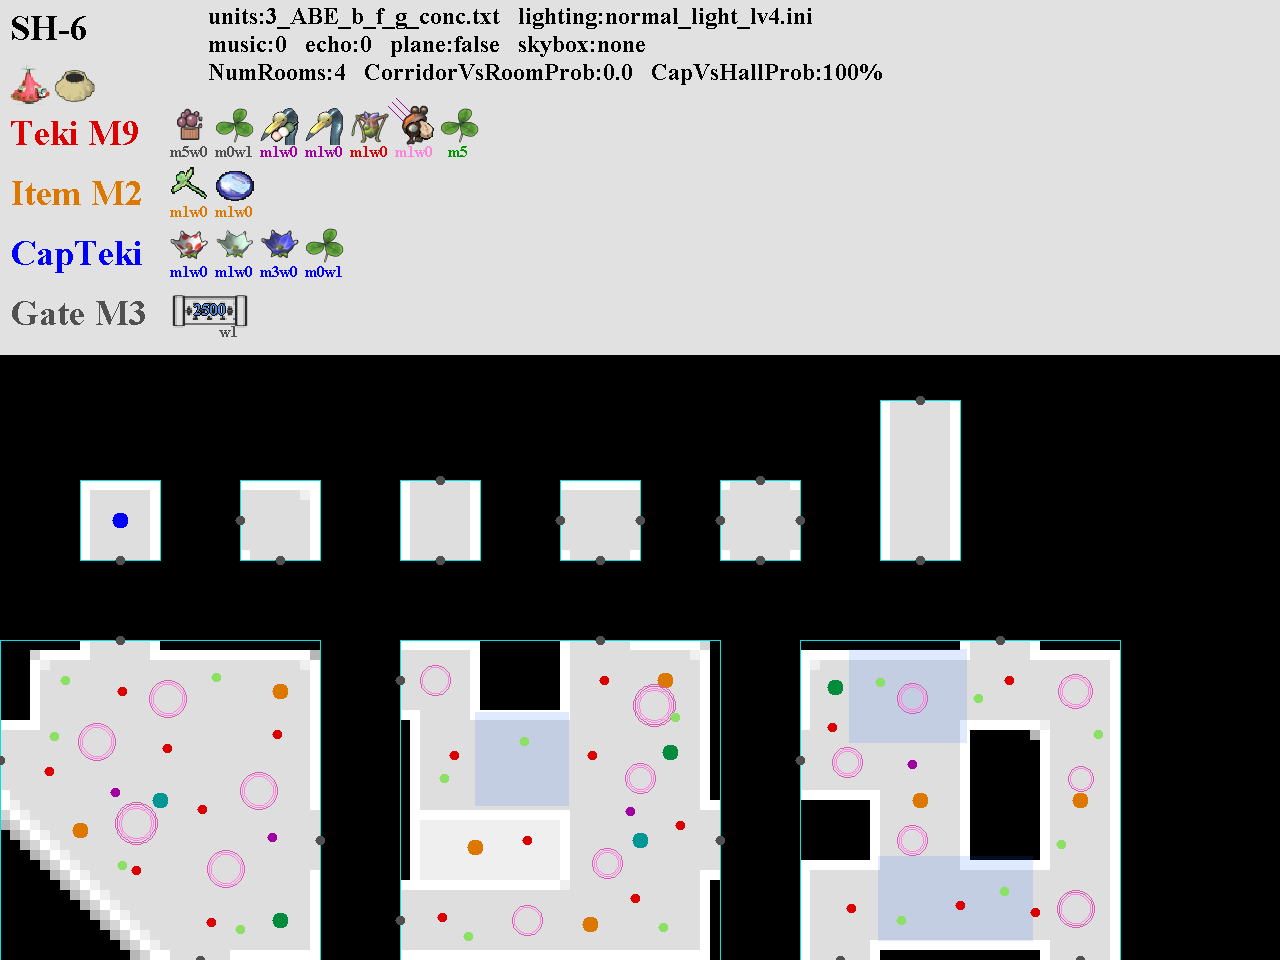 SH-6
units:3_ABE_b_f_g_conc.txt lighting:normal_light_lv4.ini
music:0 echo:0 plane:false skybox:none
NumRooms:4 CorridorVsRoomProb:0.0 CapVsHallProb:100%
Teki M9
m5w0 m0w1 m1w0 m1w0 m1w0 m1w0 m5
Item M2
m1w0 m1w0
CapTeki
m1w0 m1w0 m3w0 m0w1
Gate M3
2500
w1